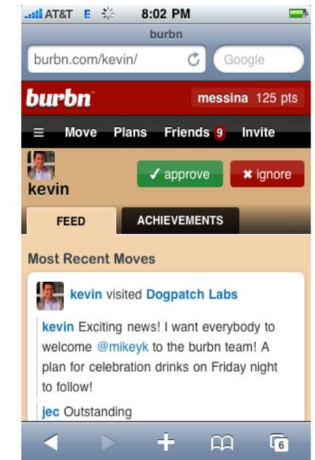 AT&T E 8:02 PM
burbn
burbn.com/kevin/ Google
burbn messina 125 pts
≡ Move Plans Friends 9 Invite
kevin ✓ approve ✖ ignore
FEED ACHIEVEMENTS
Most Recent Moves
kevin visited Dogpatch Labs
kevin Exciting news! I want everybody to
welcome @mikeyk to the burbn team! A
plan for celebration drinks on Friday night
to follow!
jec Outstanding
6